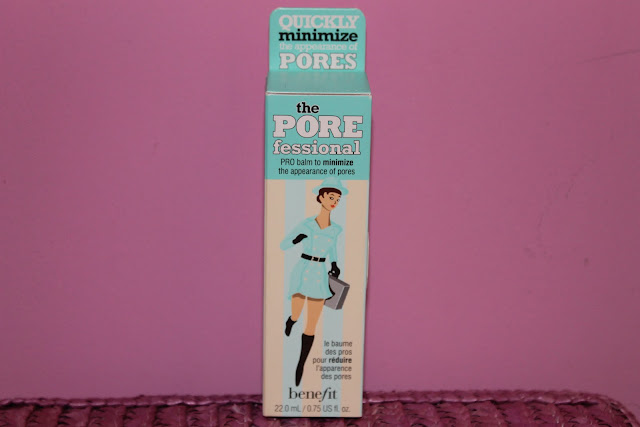 QUICKLY
minimize
the appearance of
PORES
the
PORE
fessional
PRO balm to minimize
the appearance of pores
le baume
des pros
pour réduire
l'apparence
des pores
benefit
22.0 mL / 0.75 US fl. oz.